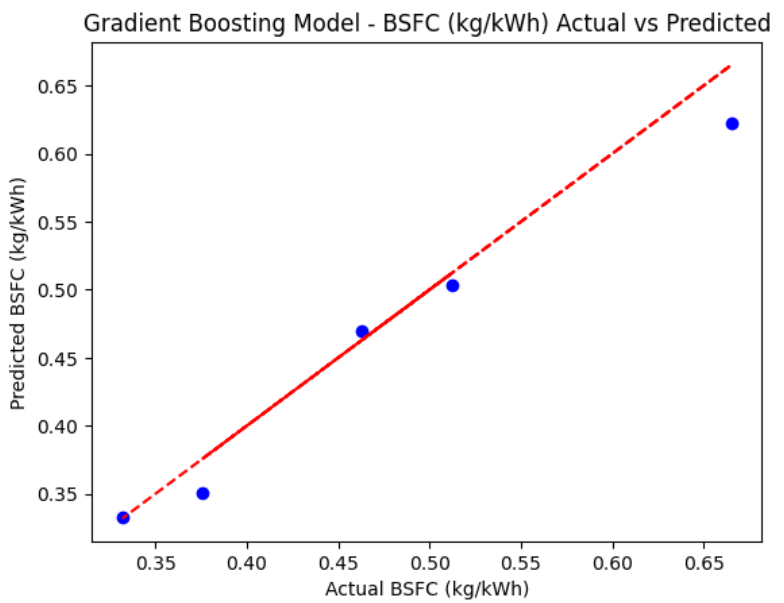 Gradient Boosting Model - BSFC (kg/kWh) Actual vs Predicted
Predicted BSFC (kg/kWh)
0.65
0.60
0.55
0.50
0.45
0.40
0.35
0.35 0.40 0.45 0.50 0.55 0.60 0.65
Actual BSFC (kg/kWh)